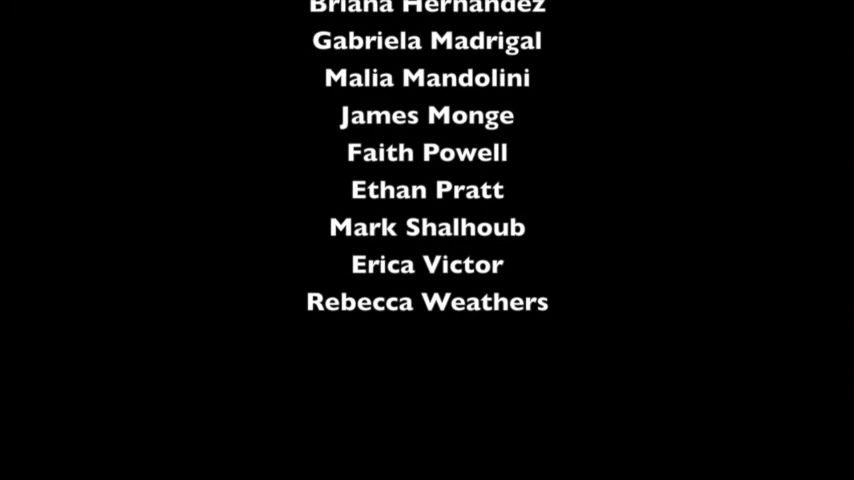 Briana Hernandez
Gabriela Madrigal
Malia Mandolini
James Monge
Faith Powell
Ethan Pratt
Mark Shalhoub
Erica Victor
Rebecca Weathers